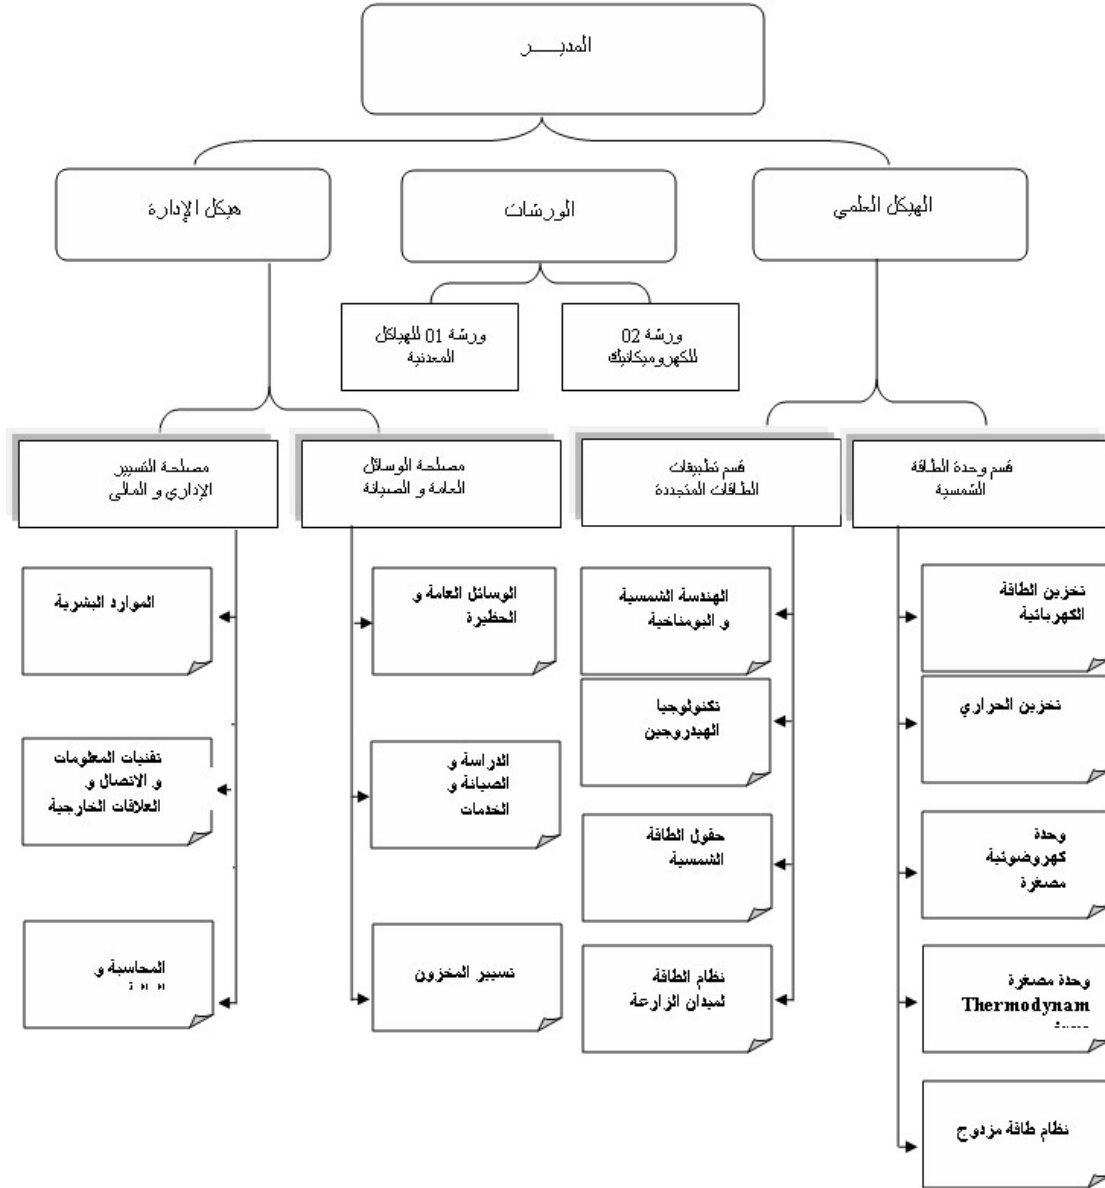 المديـــــر
الهيكل العلمي
الورشات
هيكل الإدارة
ورشة 02
للكهروميكانيك
ورشة 01 للهياكل
المعدنية
قسم وحدة الطاقة
الشمسية
قسم تطبيقات
الطاقات المتجددة
مصلحة الوسائل
العامة و الصيانة
مصلحة التسيير
الإداري و المالي
تخزين الطاقة
الكهربائية
تخزين الحراري
وحدة
كهروضوئية
مصغرة
وحدة مصغرة
Thermodynam
نظام طاقة مزدوج
الهندسة الشمسية
و البومناخية
تكنولوجيا
الهيدروجين
حقول الطاقة
الشمسية
نظام الطاقة
لميدان الزارعة
الوسائل العامة و
الحظيرة
الدراسة و
الصيانة و
الخدمات
تسيير المخزون
الموارد البشرية
تقنيات المعلومات
و الاتصال و
العلاقات الخارجية
المحاسبة و